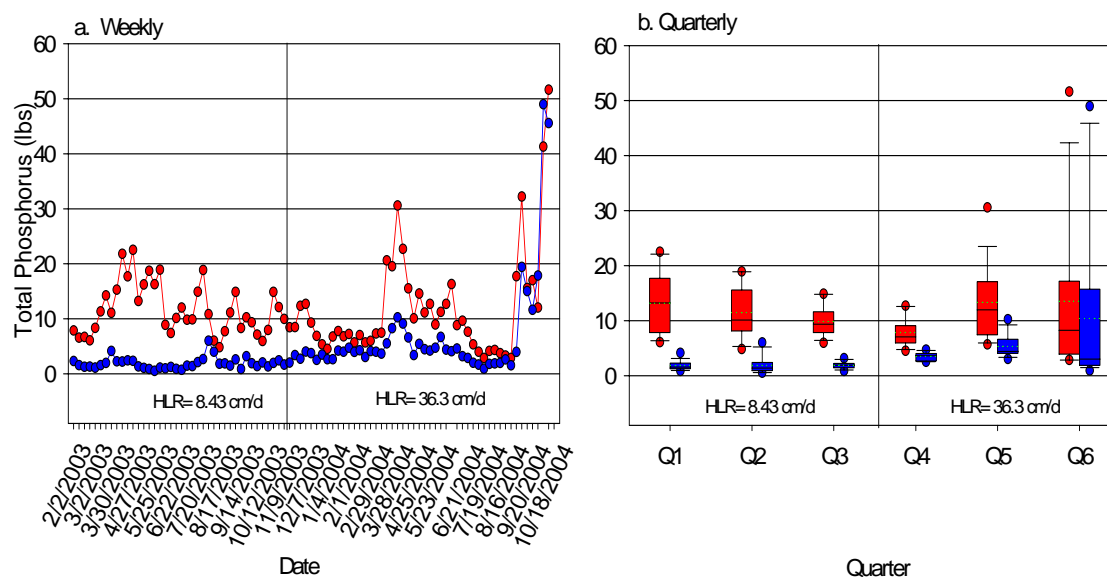 a. Weekly
60
50
40
30
20
10
0
Total Phosphorus (lbs)
HLR= 8.43 cm/d
HLR= 36.3 cm/d
2/2/2003
3/2/2003
3/30/2003
4/27/2003
5/25/2003
6/22/2003
7/20/2003
8/17/2003
9/14/2003
10/12/2003
11/9/2003
12/7/2004
1/4/2004
2/1/2004
2/29/2004
3/28/2004
4/25/2004
5/23/2004
6/21/2004
7/19/2004
8/16/2004
9/20/2004
10/18/2004
Date
b. Quarterly
60
50
40
30
20
10
0
HLR= 8.43 cm/d
HLR= 36.3 cm/d
Q1
Q2
Q3
Q4
Q5
Q6
Quarter